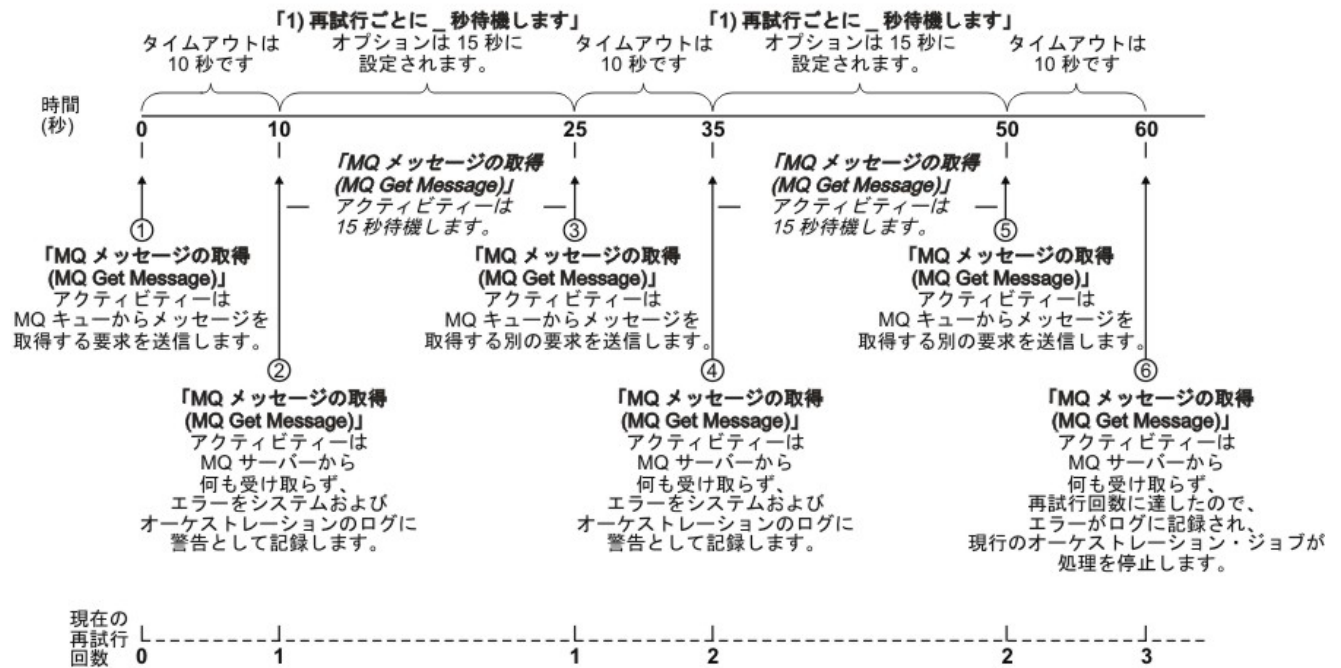 「1) 再試行ごとに _ 秒待機します」
「1) 再試行ごとに _ 秒待機します」
タイムアウトは
10 秒です
オプションは 15 秒に
設定されます。
タイムアウトは
10 秒です
オプションは 15 秒に
設定されます。
タイムアウトは
10 秒です
時間
(秒)
0
10
25
35
50
60
「MQ メッセージの取得
(MQ Get Message)」
アクティビティーは
15 秒待機します。
「MQ メッセージの取得
(MQ Get Message)」
アクティビティーは
15 秒待機します。
①
「MQ メッセージの取得
(MQ Get Message)」
アクティビティーは
MQ キューからメッセージを
取得する要求を送信します。
③
「MQ メッセージの取得
(MQ Get Message)」
アクティビティーは
MQ キューからメッセージを
取得する別の要求を送信します。
⑤
「MQ メッセージの取得
(MQ Get Message)」
アクティビティーは
MQ キューからメッセージを
取得する別の要求を送信します。
②
「MQ メッセージの取得
(MQ Get Message)」
アクティビティーは
MQ サーバーから
何も受け取らず、
エラーをシステムおよび
オーケストレーションのログに
警告として記録します。
④
「MQ メッセージの取得
(MQ Get Message)」
アクティビティーは
MQ サーバーから
何も受け取らず、
エラーをシステムおよび
オーケストレーションのログに
警告として記録します。
⑥
「MQ メッセージの取得
(MQ Get Message)」
アクティビティーは
MQ サーバーから
何も受け取らず、
再試行回数に達したので、
エラーがログに記録され、
現行のオーケストレーション・ジョブが
処理を停止します。
現在の
再試行
回数
0
1
1
2
2
3